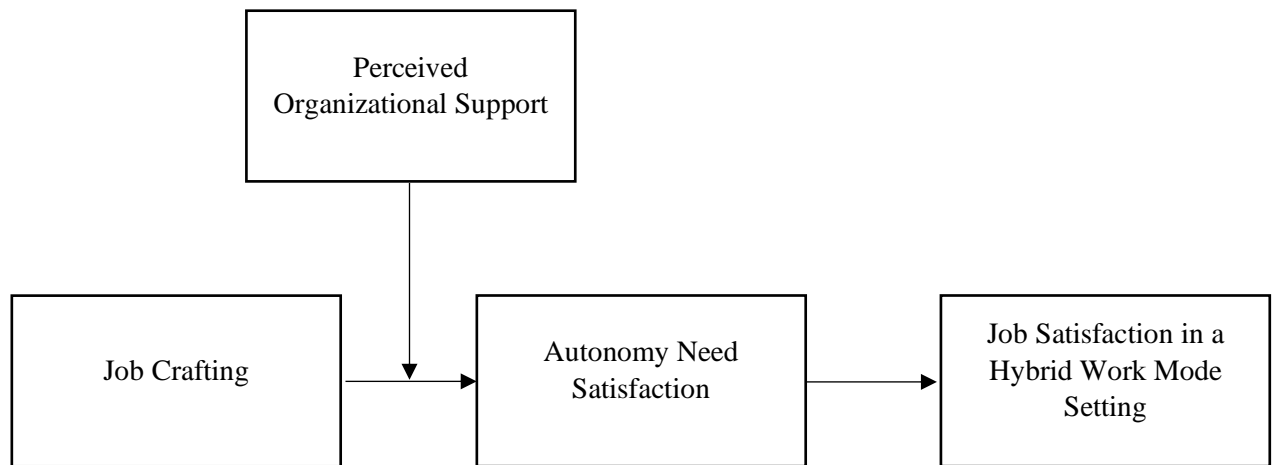 Perceived
Organizational Support
Job Crafting
Autonomy Need
Satisfaction
Job Satisfaction in a
Hybrid Work Mode
Setting